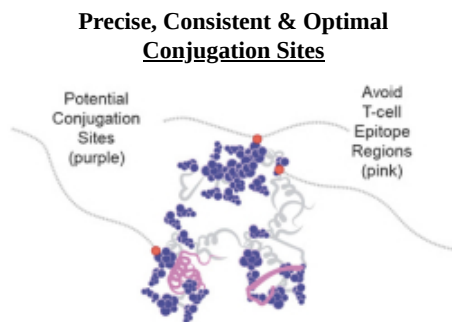 Precise, Consistent & Optimal
Conjugation Sites
Potential
Conjugation
Sites
(purple)
Avoid
T-cell
Epitope
Regions
(pink)